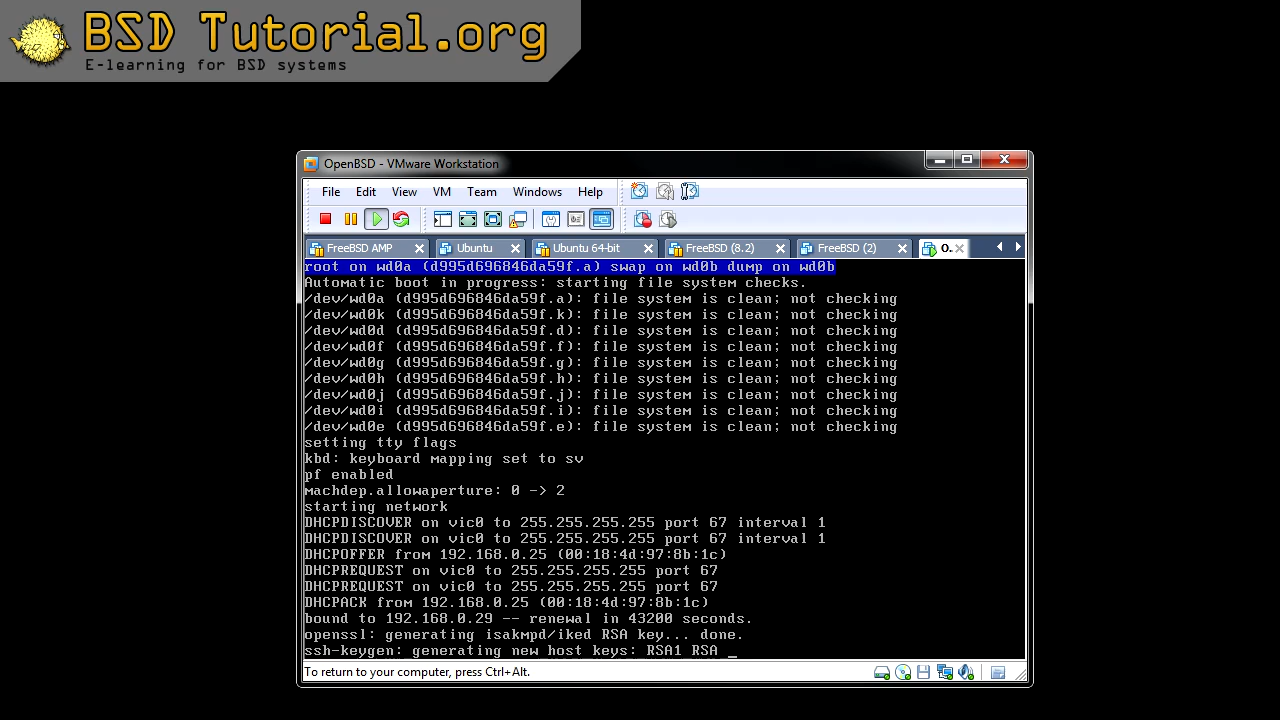 BSD Tutorial.org
E-learning for BSD systems
OpenBSD - VMware Workstation
File Edit View VM Team Windows Help
FreeBSD AMP Ubuntu Ubuntu 64-bit FreeBSD (8.2) FreeBSD (2) O.
root on wd0a (d995d696846da59f.a) swap on wd0b dump on wd0b
Automatic boot in progress: starting file system checks.
/dev/wd0a (d995d696846da59f.a): file system is clean; not checking
/dev/wd0k (d995d696846da59f.k): file system is clean; not checking
/dev/wd0d (d995d696846da59f.d): file system is clean; not checking
/dev/wd0f (d995d696846da59f.f): file system is clean; not checking
/dev/wd0g (d995d696846da59f.g): file system is clean; not checking
/dev/wd0h (d995d696846da59f.h): file system is clean; not checking
/dev/wd0j (d995d696846da59f.j): file system is clean; not checking
/dev/wd0i (d995d696846da59f.i): file system is clean; not checking
/dev/wd0e (d995d696846da59f.e): file system is clean; not checking
setting tty flags
kbd: keyboard mapping set to sv
pf enabled
machdep.allowaperture: 0 -> 2
starting network
DHCPDISCOVER on vic0 to 255.255.255.255 port 67 interval 1
DHCPDISCOVER on vic0 to 255.255.255.255 port 67 interval 1
DHCPOFFER from 192.168.0.25 (00:18:4d:97:8b:1c)
DHCPREQUEST on vic0 to 255.255.255.255 port 67
DHCPREQUEST on vic0 to 255.255.255.255 port 67
DHCPACK from 192.168.0.25 (00:18:4d:97:8b:1c)
bound to 192.168.0.29 -- renewal in 43200 seconds.
openssl: generating isakmpd/iked RSA key... done.
ssh-keygen: generating new host keys: RSA1 RSA _
To return to your computer, press Ctrl+Alt.